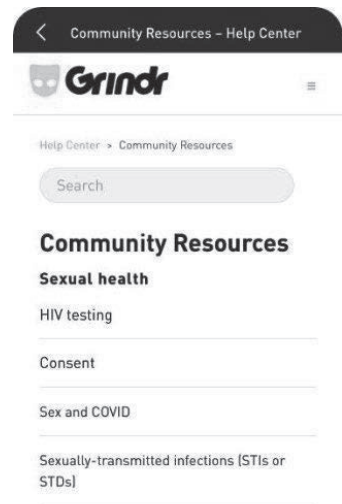 Community Resources – Help Center
Grindr
Help Center > Community Resources
Search
Community Resources
Sexual health
HIV testing
Consent
Sex and COVID
Sexually-transmitted infections (STIs or
STDs)